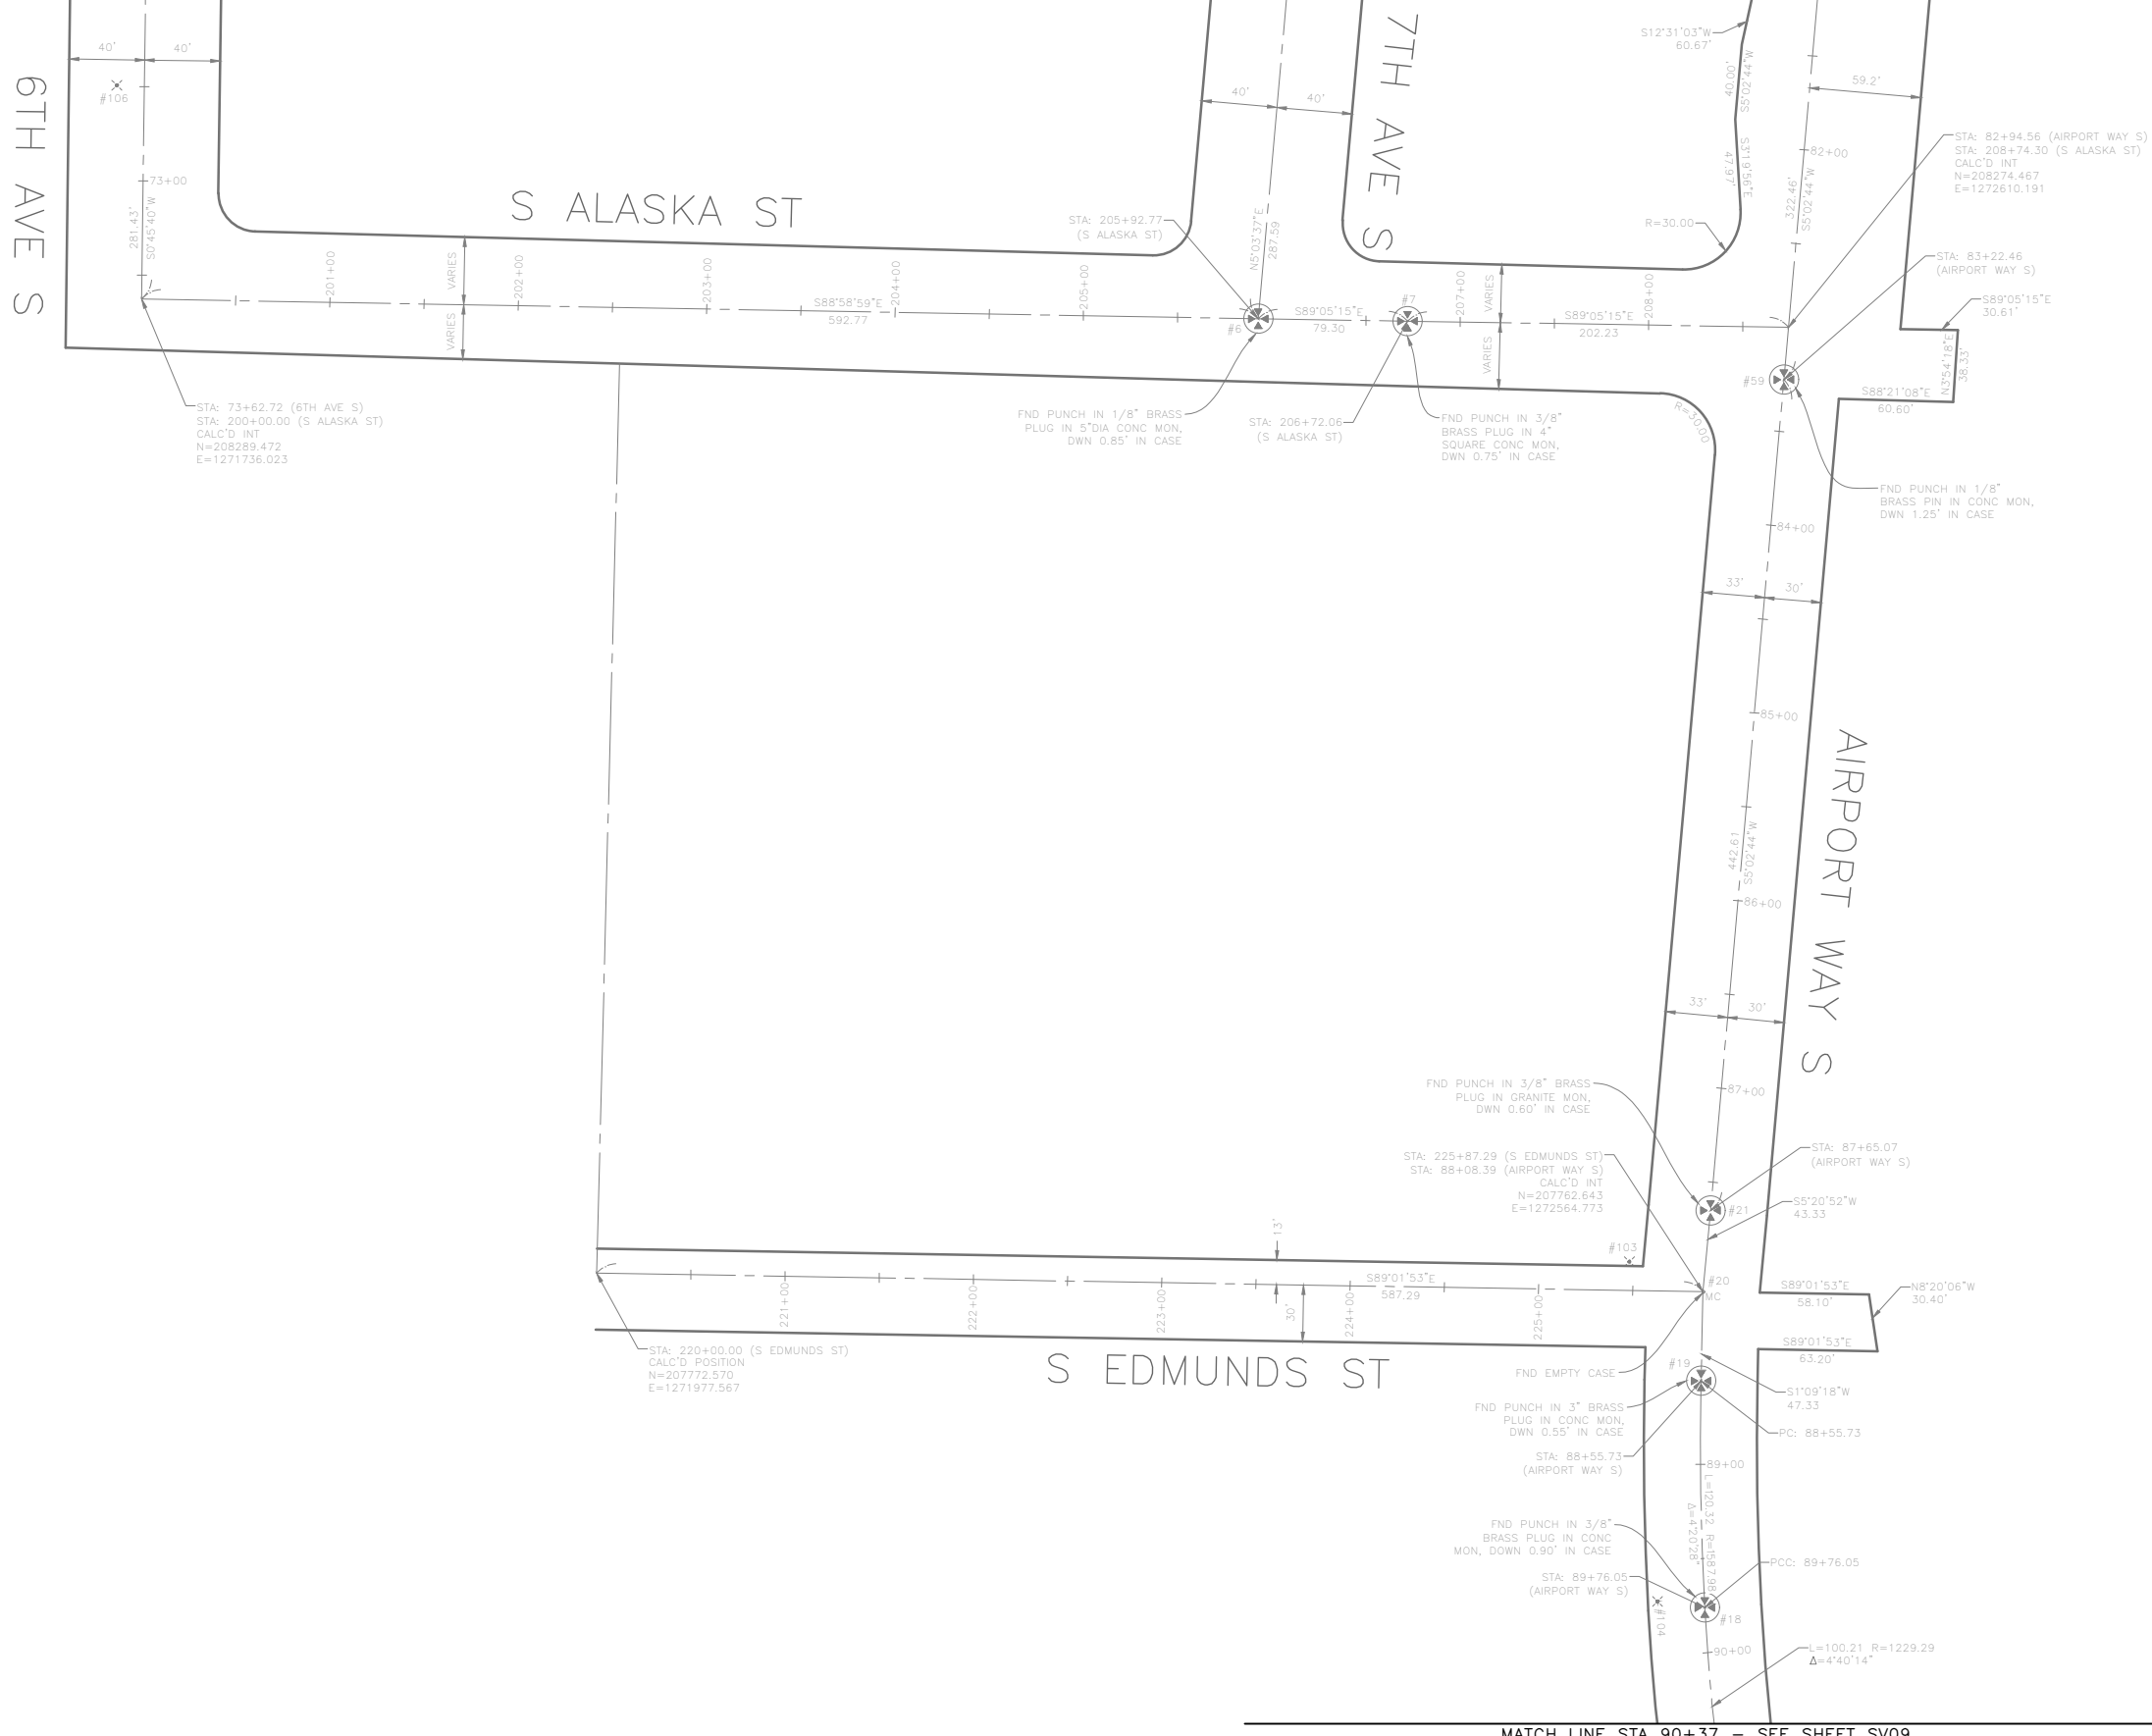 40'
40'
#106
6TH AVE S
73+00
281.43'
S0°45'40"W
S ALASKA ST
201+00
VARIES
VARIES
202+00
203+00
S88°58'59"E
592.77
204+00
205+00
STA: 73+62.72 (6TH AVE S)
STA: 200+00.00 (S ALASKA ST)
CALC'D INT
N=208289.472
E=1271736.023
40'
40'
7TH AVE S
N5°03'37"E
287.59
STA: 205+92.77
(S ALASKA ST)
#6
S89°05'15"E
79.30
#7
207+00
VARIES
VARIES
S89°05'15"E
202.23
208+00
FND PUNCH IN 1/8" BRASS
PLUG IN 5"DIA CONC MON,
DWN 0.85' IN CASE
STA: 206+72.06
(S ALASKA ST)
FND PUNCH IN 3/8"
BRASS PLUG IN 4"
SQUARE CONC MON,
DWN 0.75' IN CASE
S12°31'03"W
60.67'
40.00'
S5°02'44"W
47.97'
S3°19'56"E
R=30.00
59.2'
82+00
322.46'
S5°02'44"W
STA: 82+94.56 (AIRPORT WAY S)
STA: 208+74.30 (S ALASKA ST)
CALC'D INT
N=208274.467
E=1272610.191
STA: 83+22.46
(AIRPORT WAY S)
S89°05'15"E
30.61'
N3°54'18"E
38.33'
S88°21'08"E
60.60'
#59
R=30.00
FND PUNCH IN 1/8"
BRASS PIN IN CONC MON,
DWN 1.25' IN CASE
84+00
33'
30'
85+00
AIRPORT WAY S
442.61
S5°02'44"W
86+00
33'
30'
87+00
FND PUNCH IN 3/8" BRASS
PLUG IN GRANITE MON,
DWN 0.60' IN CASE
STA: 225+87.29 (S EDMUNDS ST)
STA: 88+08.39 (AIRPORT WAY S)
CALC'D INT
N=207762.643
E=1272564.773
STA: 87+65.07
(AIRPORT WAY S)
#21
S5°20'52"W
43.33
#103
13'
30'
221+00
222+00
223+00
224+00
S89°01'53"E
587.29
225+00
#20
MC
S89°01'53"E
58.10'
N8°20'06"W
30.40'
S89°01'53"E
63.20'
STA: 220+00.00 (S EDMUNDS ST)
CALC'D POSITION
N=207772.570
E=1271977.567
S EDMUNDS ST
FND EMPTY CASE
#19
S1°09'18"W
47.33
FND PUNCH IN 3" BRASS
PLUG IN CONC MON,
DWN 0.55' IN CASE
PC: 88+55.73
STA: 88+55.73
(AIRPORT WAY S)
89+00
L=120.32 R=1587.98
Δ=4°20'28"
FND PUNCH IN 3/8"
BRASS PLUG IN CONC
MON, DOWN 0.90' IN CASE
PCC: 89+76.05
STA: 89+76.05
(AIRPORT WAY S)
#104
#18
90+00
L=100.21 R=1229.29
Δ=4°40'14"
MATCH LINE STA 90+37 - SEE SHEET SV09